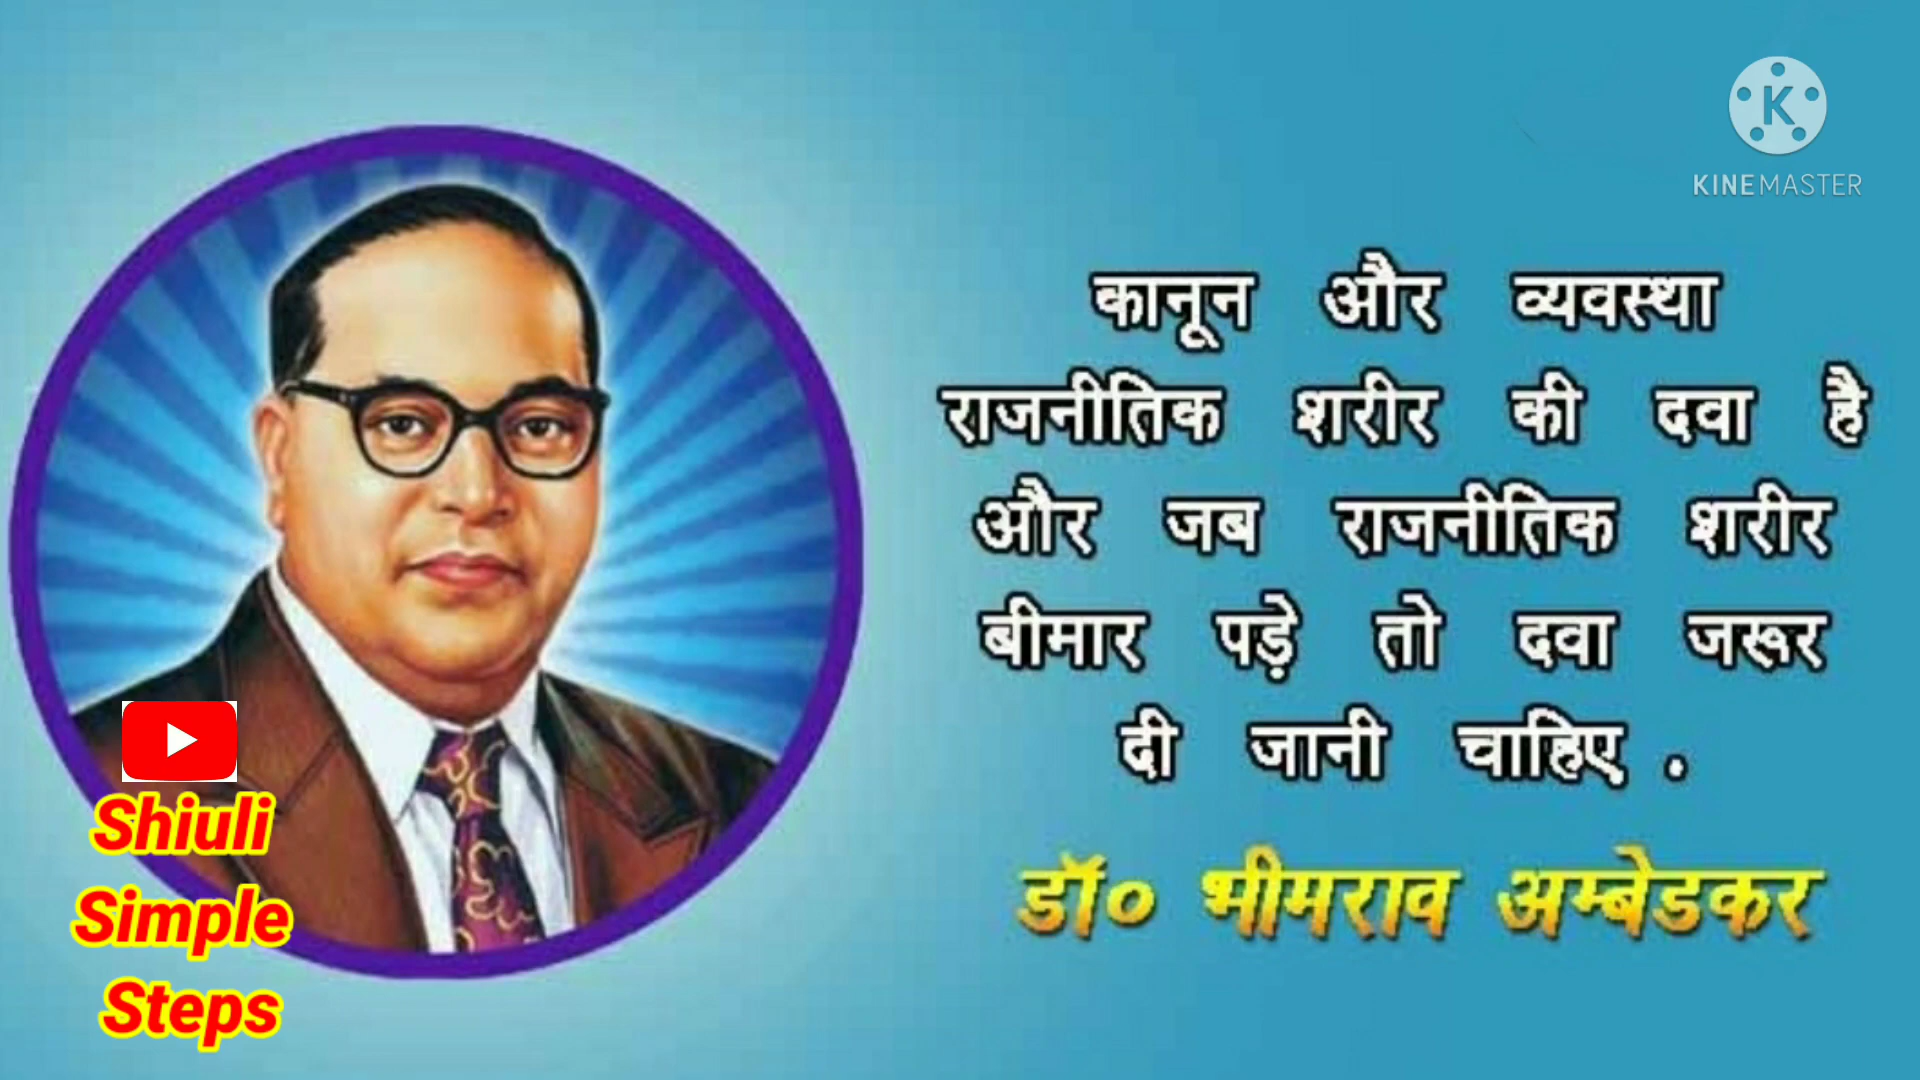 KINEMASTER
कानून और व्यवस्था
राजनीतिक शरीर की दवा है
और जब राजनीतिक शरीर
बीमार पड़े तो दवा जरूर
दी जानी चाहिए .
डॉ० भीमराव अम्बेडकर
Shiuli
Simple
Steps